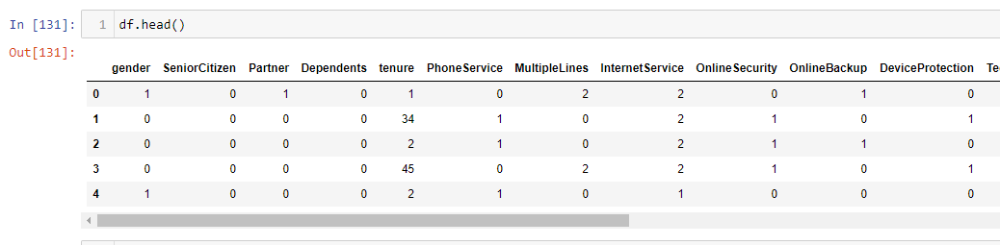 In [131]: 1 df.head()
Out[131]:
gender SeniorCitizen Partner Dependents tenure PhoneService MultipleLines InternetService OnlineSecurity OnlineBackup DeviceProtection
0 1 0 1 0 1 0 2 2 0 1 0
1 0 0 0 0 34 1 0 2 1 0 1
2 0 0 0 0 2 1 0 2 1 1 0
3 0 0 0 0 45 0 2 2 1 0 1
4 1 0 0 0 2 1 0 1 0 0 0